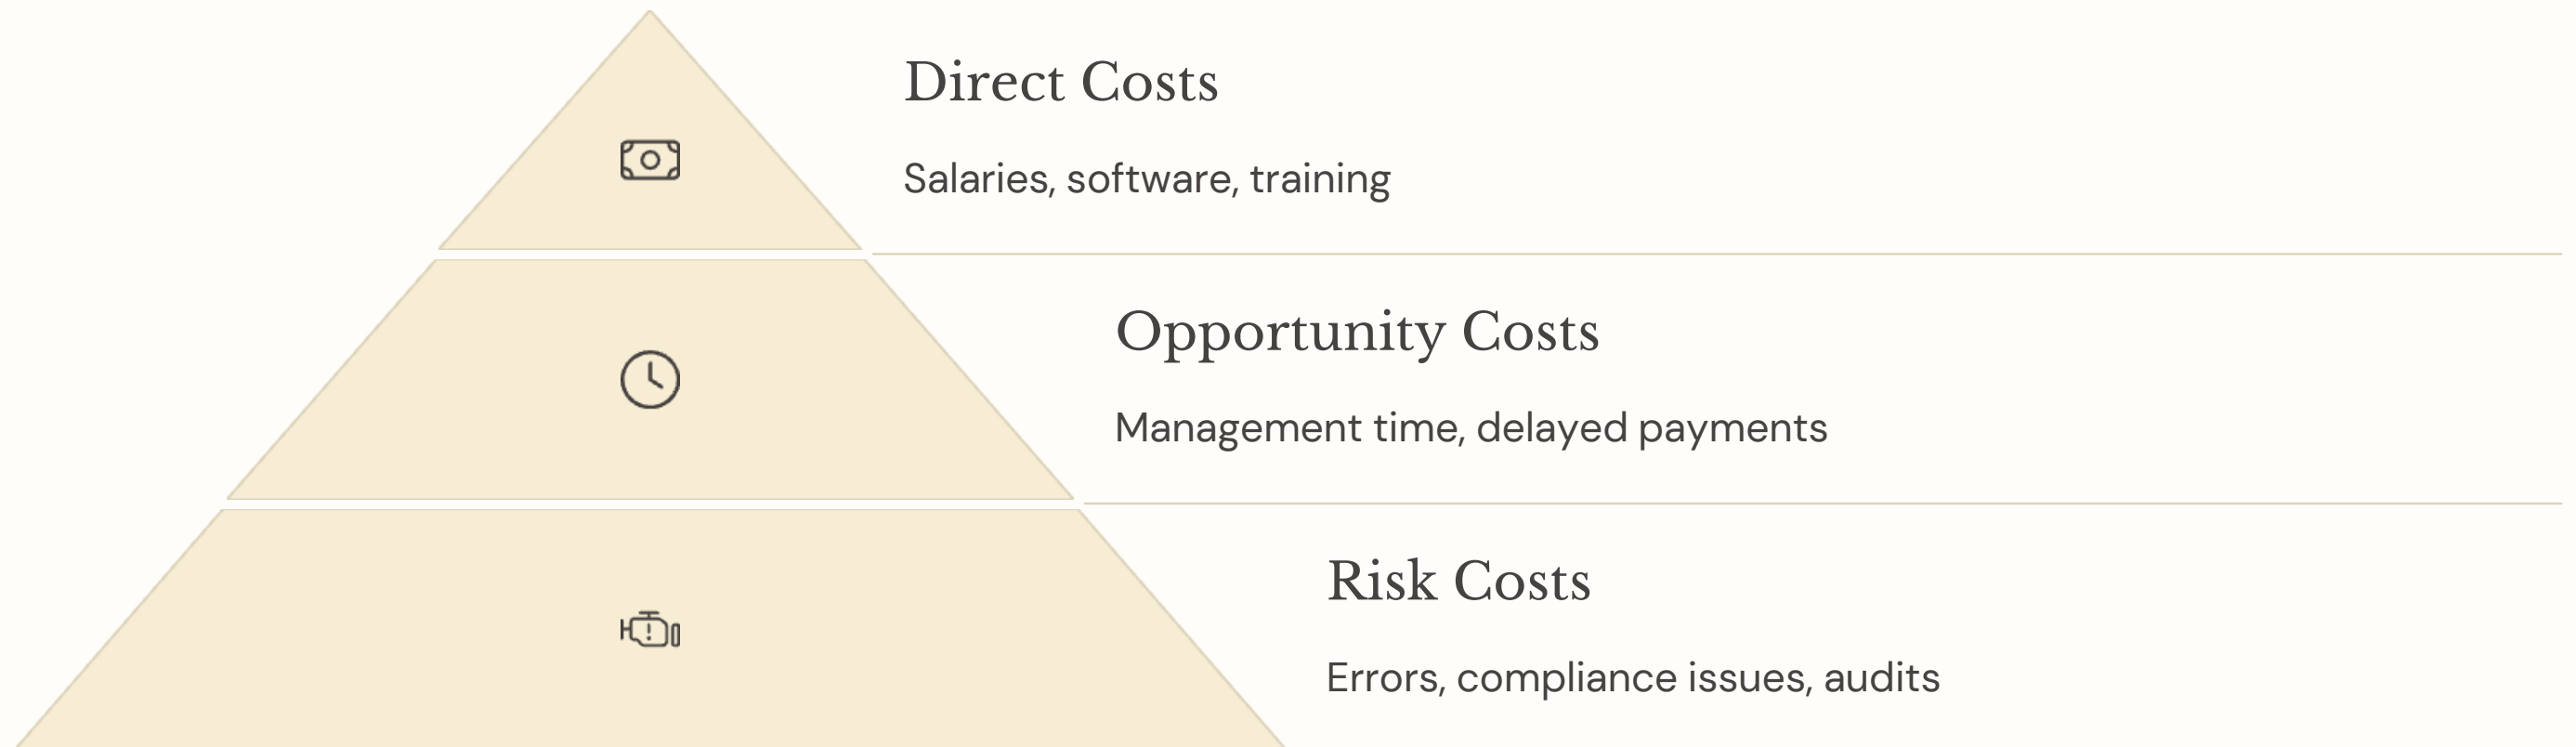 Direct Costs
Salaries, software, training
Opportunity Costs
Management time, delayed payments
Risk Costs
Errors, compliance issues, audits